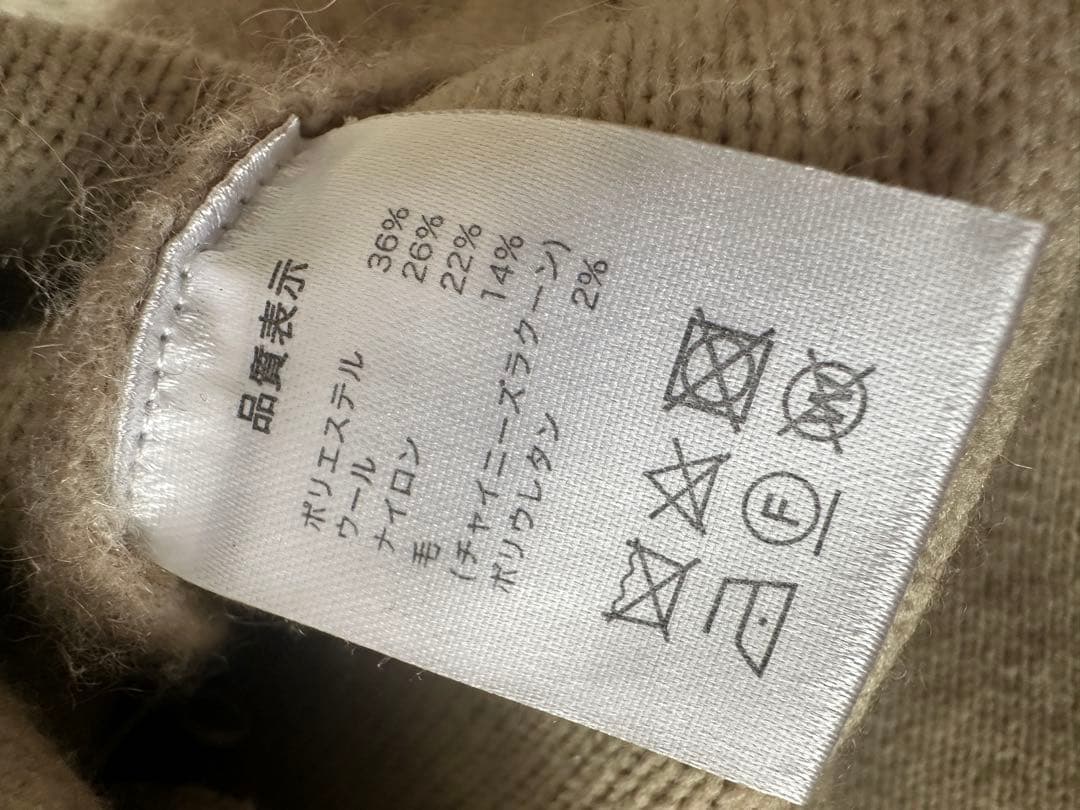 品質表示
ポリエステル 36%
ウール 26%
ナイロン 22%
毛 14%
(チャイニーズラクーン)
ポリウレタン 2%
W
F